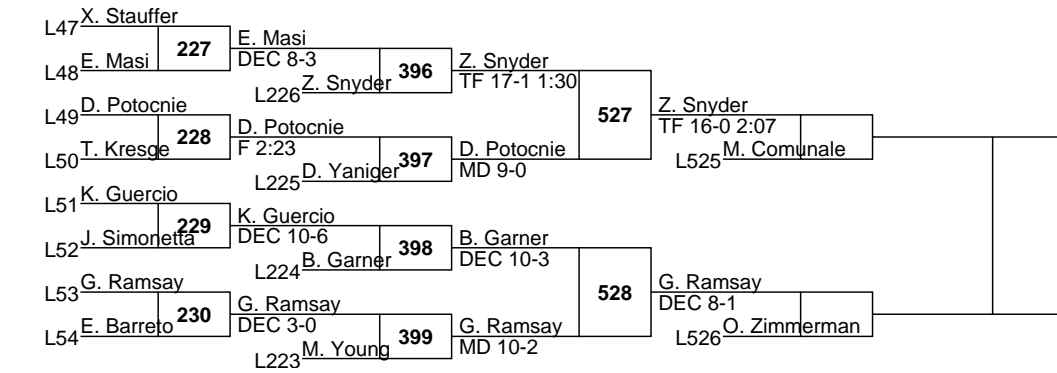 X. Stauffer
L47
227
E. Masi
DEC 8-3
E. Masi
L48
396
Z. Snyder
TF 17-1 1:30
Z. Snyder
L226
D. Potocnie
L49
228
D. Potocnie
F 2:23
T. Kresge
L50
397
D. Potocnie
MD 9-0
D. Yaniger
L225
527
Z. Snyder
TF 16-0 2:07
M. Comunale
L525
K. Guercio
L51
229
K. Guercio
DEC 10-6
J. Simonetta
L52
398
B. Garner
DEC 10-3
B. Garner
L224
G. Ramsay
L53
230
G. Ramsay
DEC 3-0
E. Barreto
L54
399
G. Ramsay
MD 10-2
M. Young
L223
528
G. Ramsay
DEC 8-1
O. Zimmerman
L526